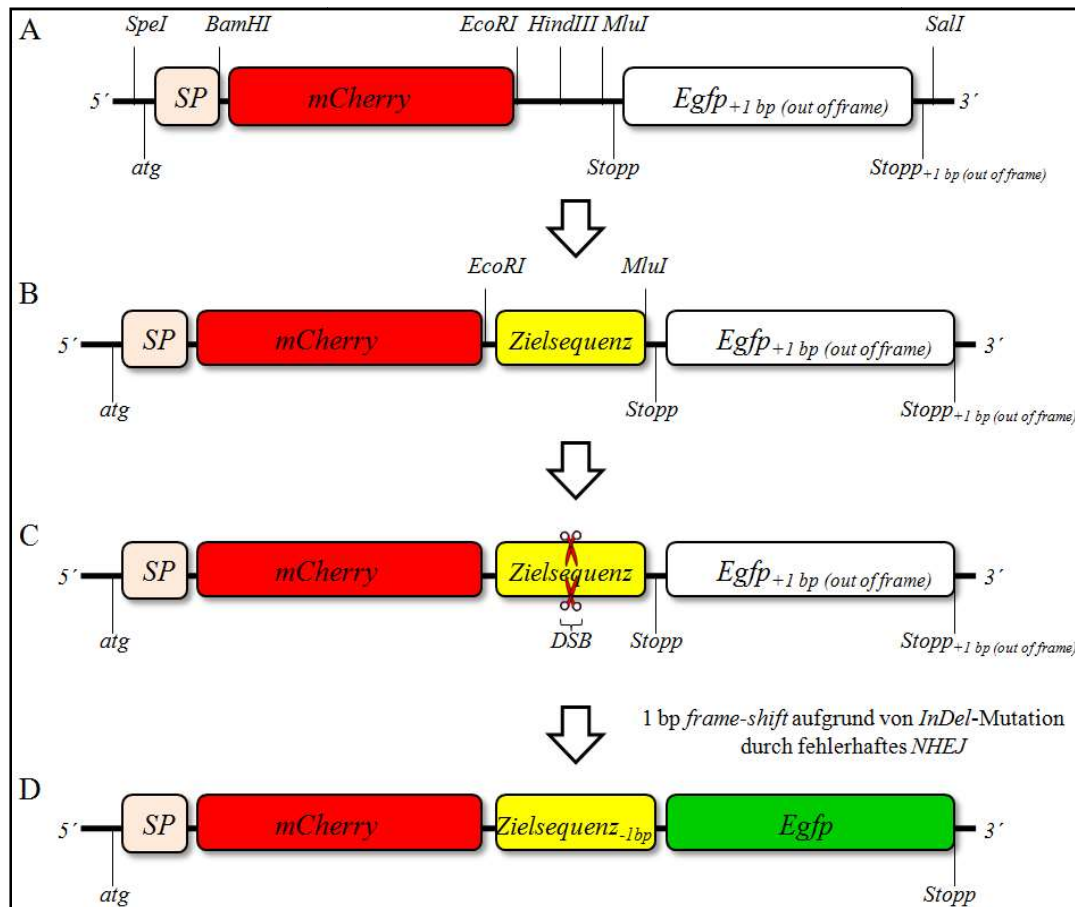 A
SpeI BamHI EcoRI HindIII MluI SalI
5´ SP mCherry Egfp+1 bp (out of frame) 3´
atg Stopp Stopp+1 bp (out of frame)
EcoRI MluI
B
5´ SP mCherry Zielsequenz Egfp+1 bp (out of frame) 3´
atg Stopp Stopp+1 bp (out of frame)
C
5´ SP mCherry Zielsequenz Egfp+1 bp (out of frame) 3´
atg DSB Stopp Stopp+1 bp (out of frame)
1 bp frame-shift aufgrund von InDel-Mutation
durch fehlerhaftes NHEJ
D
5´ SP mCherry Zielsequenz-1bp Egfp 3´
atg Stopp